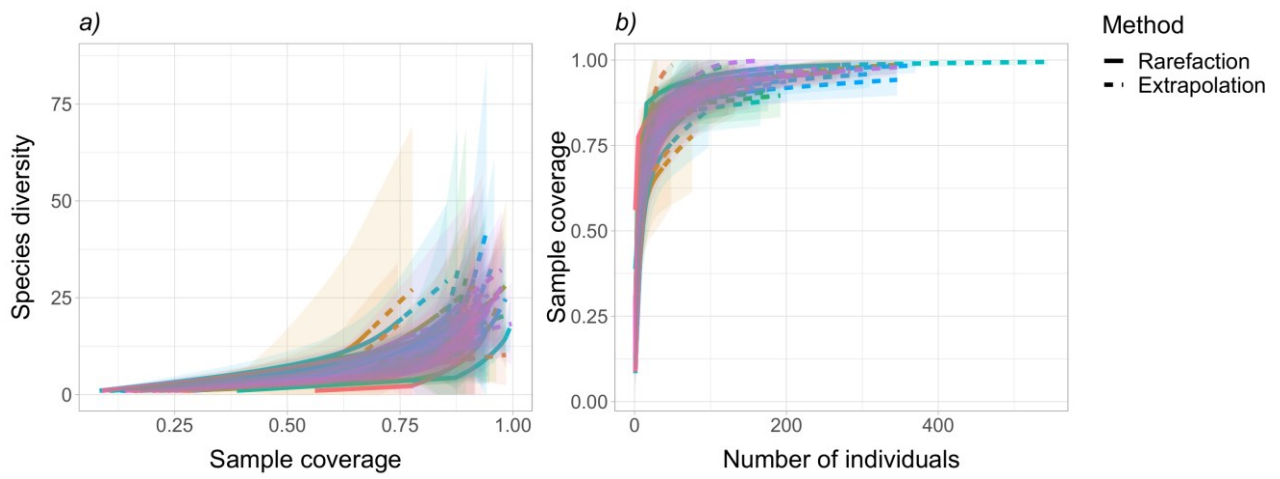 a)
Species diversity
75
50
25
0
0.25
0.50
0.75
1.00
Sample coverage
b)
Sample coverage
1.00
0.75
0.50
0.25
0.00
0
200
400
Number of individuals
Method
Rarefaction
Extrapolation